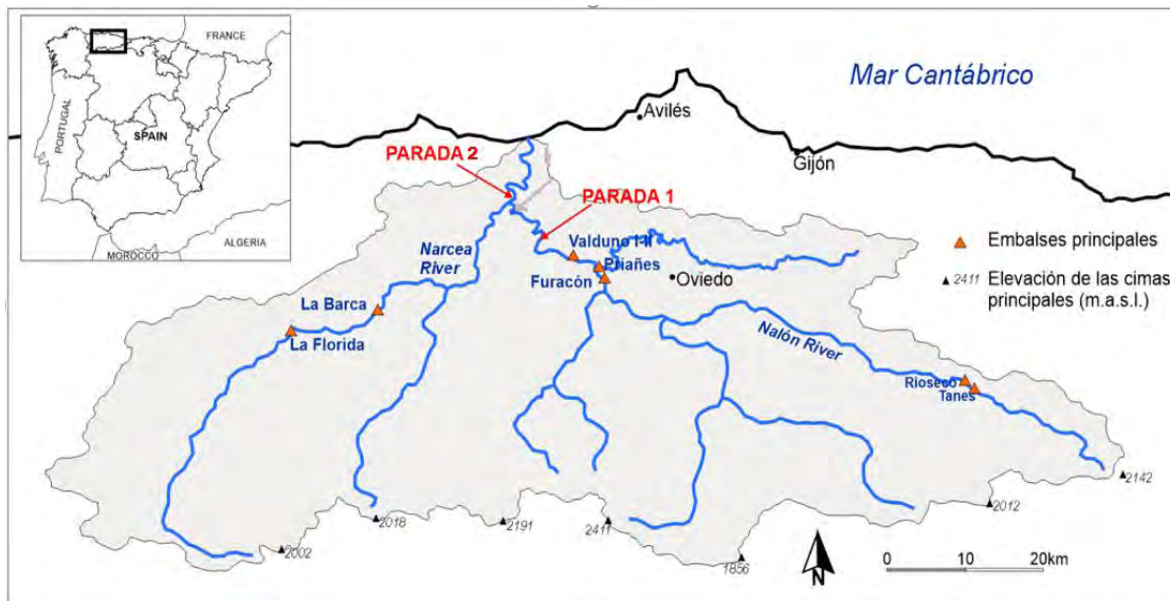 FRANCE
PORTUGAL
SPAIN
ALGERIA
MOROCCO
Mar Cantábrico
Avilés
Gijón
PARADA 2
PARADA 1
Narcea
River
Valduno I-II
Priañes
Furacón
Oviedo
La Barca
La Florida
Nalón River
Rioseco
Tanes
Embalses principales
2411 Elevación de las cimas
principales (m.a.s.l.)
2142
2012
2018
2191
2411
2002
1856
N
0 10 20km